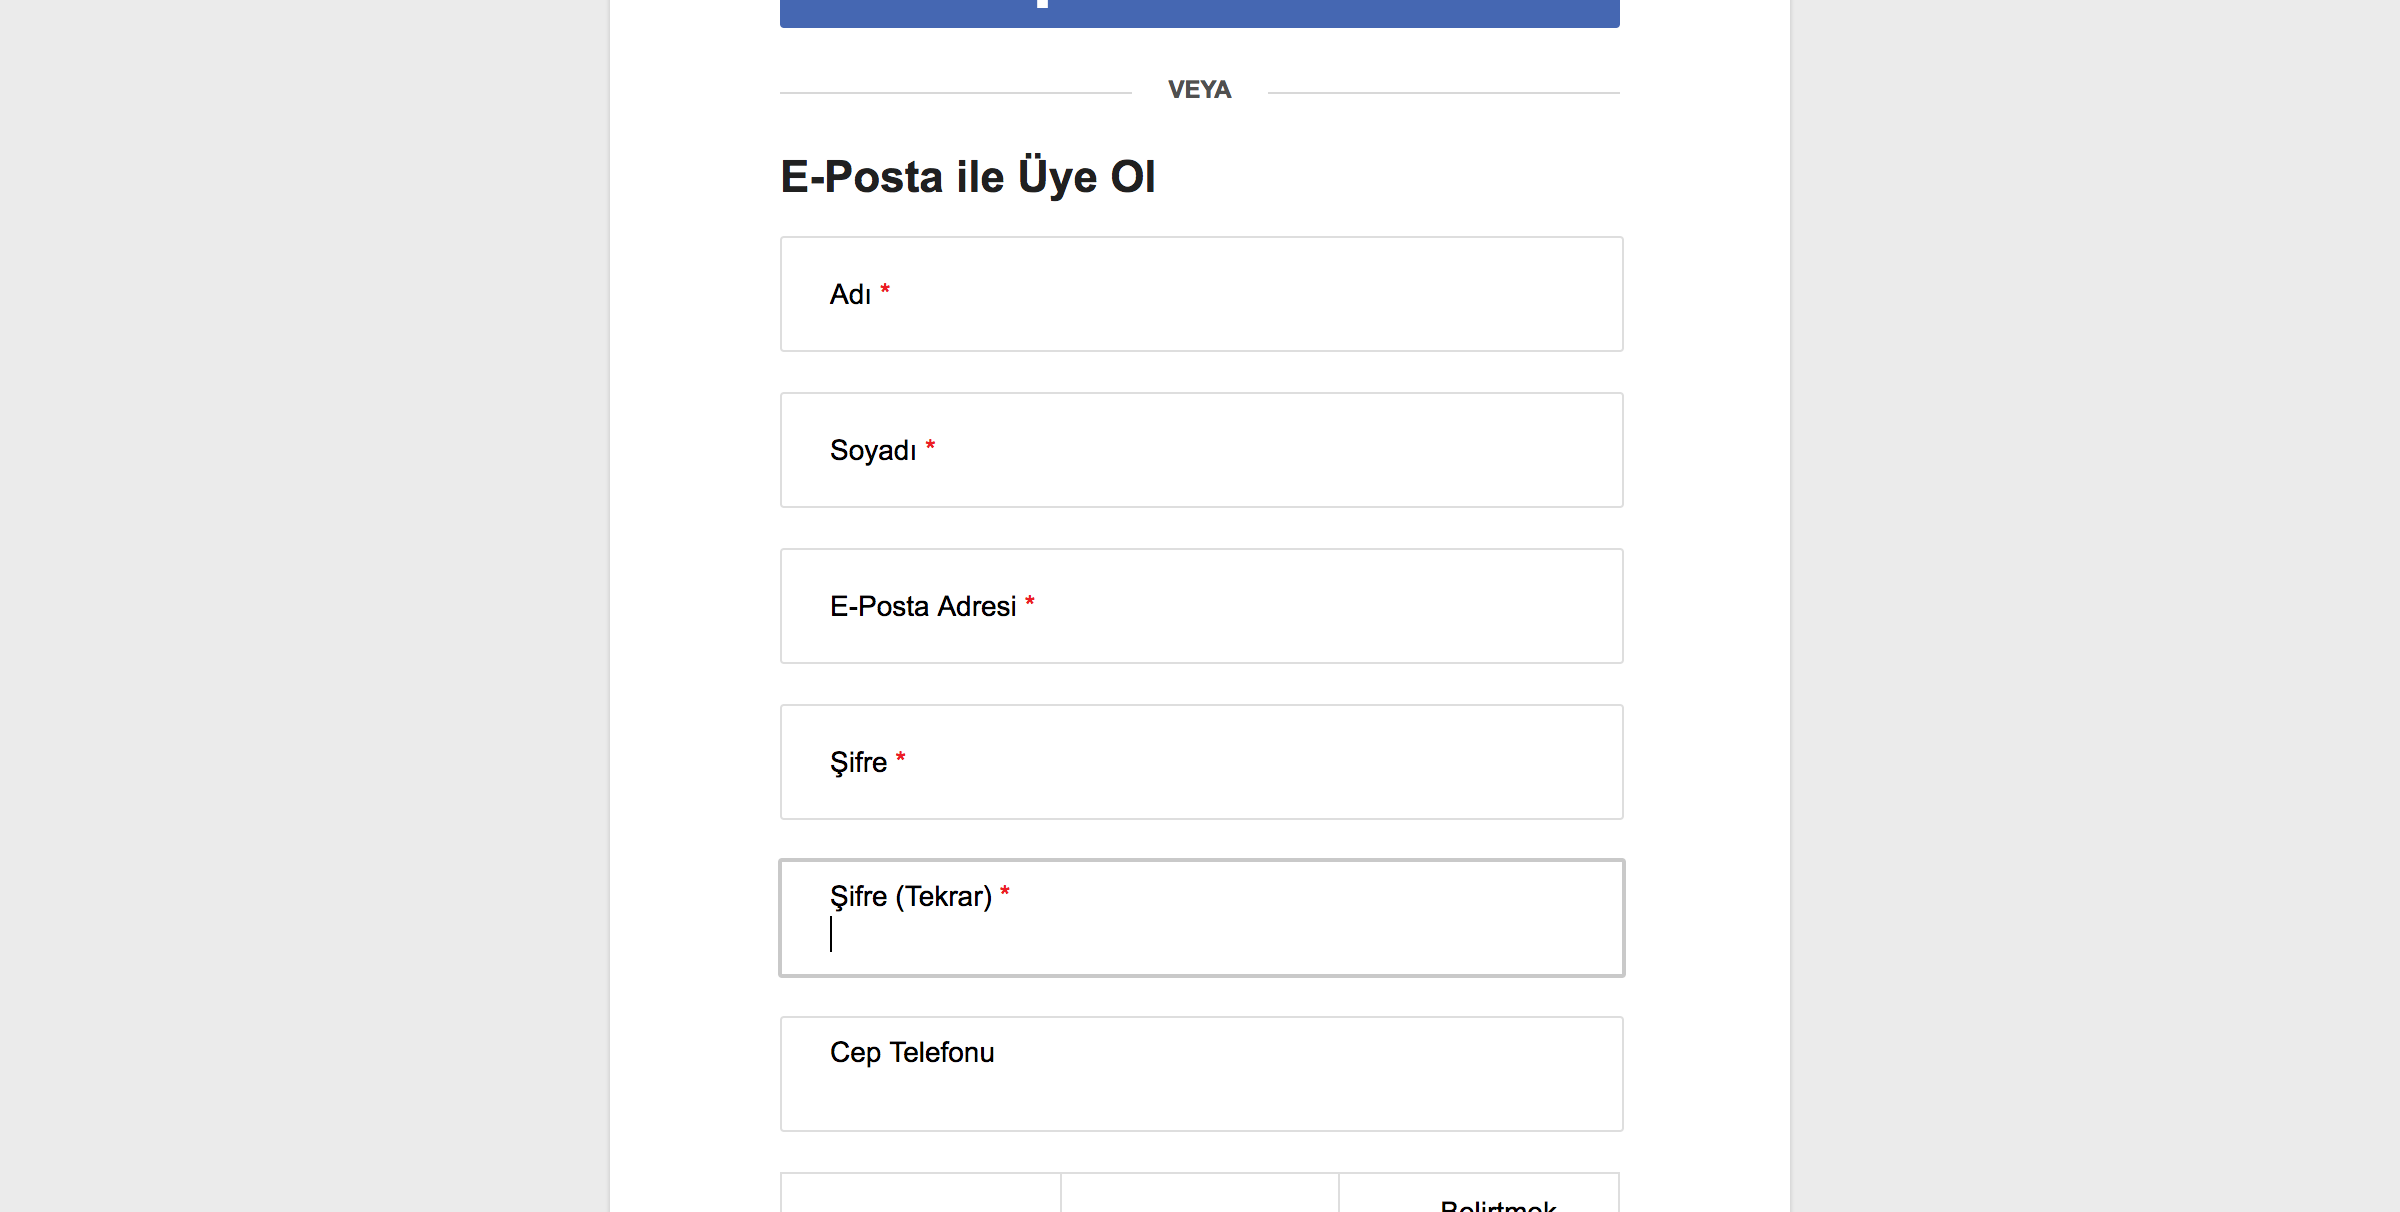 VEYA
E-Posta ile Üye Ol
Adı *
Soyadı *
E-Posta Adresi *
Şifre *
Şifre (Tekrar) *
Cep Telefonu
Belirtmek